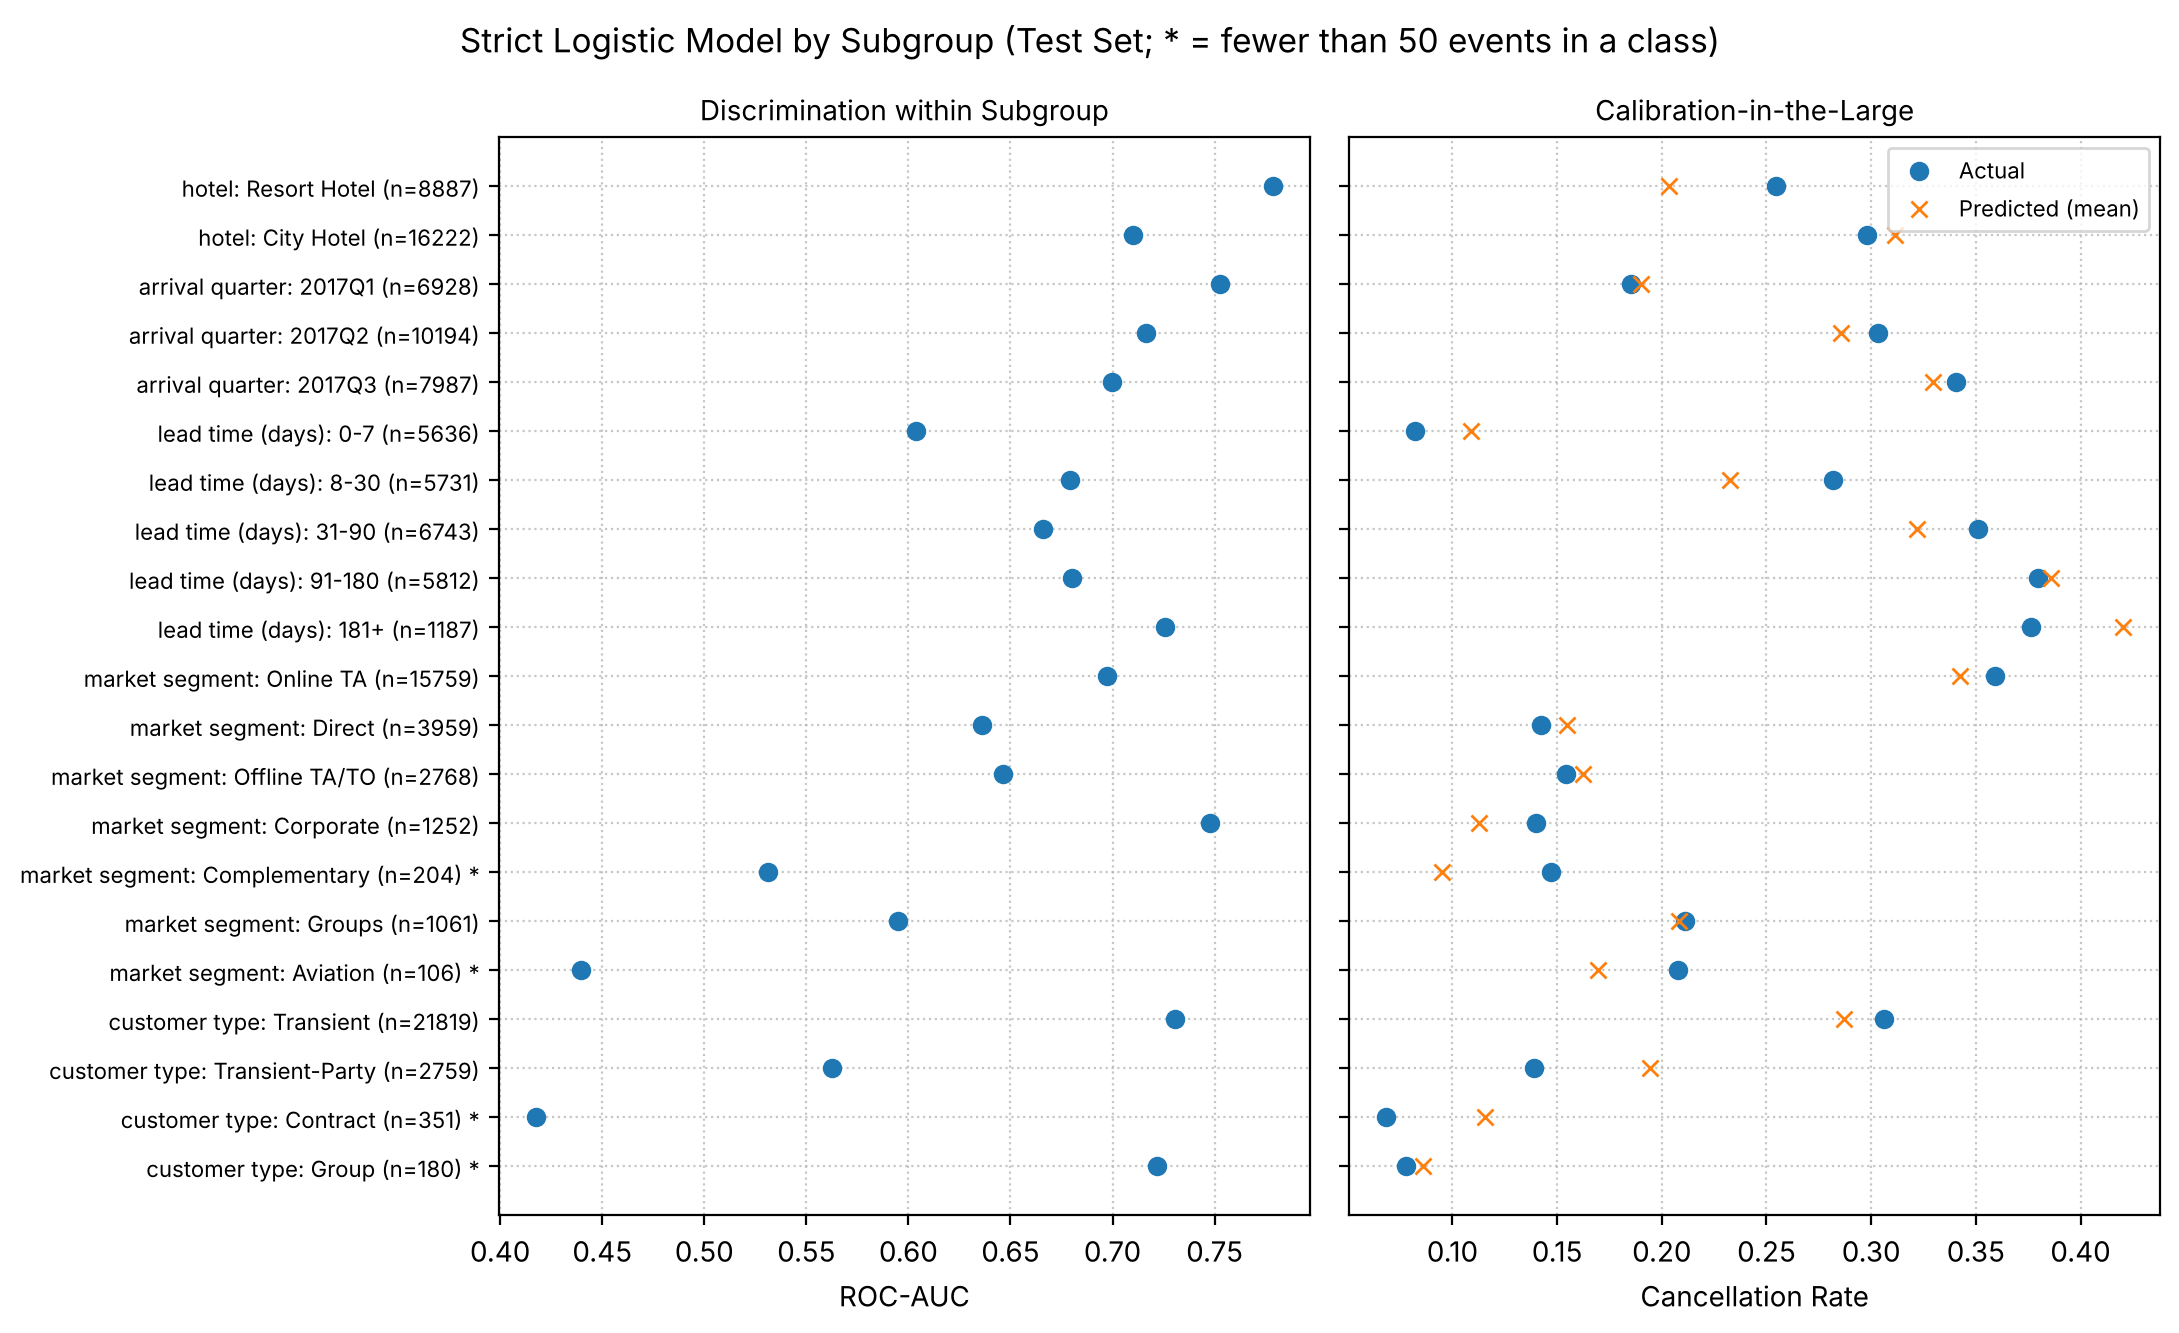 Strict Logistic Model by Subgroup (Test Set; * = fewer than 50 events in a class)
Discrimination within Subgroup
Calibration-in-the-Large
Actual
Predicted (mean)
hotel: Resort Hotel (n=8887)
hotel: City Hotel (n=16222)
arrival quarter: 2017Q1 (n=6928)
arrival quarter: 2017Q2 (n=10194)
arrival quarter: 2017Q3 (n=7987)
lead time (days): 0-7 (n=5636)
lead time (days): 8-30 (n=5731)
lead time (days): 31-90 (n=6743)
lead time (days): 91-180 (n=5812)
lead time (days): 181+ (n=1187)
market segment: Online TA (n=15759)
market segment: Direct (n=3959)
market segment: Offline TA/TO (n=2768)
market segment: Corporate (n=1252)
market segment: Complementary (n=204) *
market segment: Groups (n=1061)
market segment: Aviation (n=106) *
customer type: Transient (n=21819)
customer type: Transient-Party (n=2759)
customer type: Contract (n=351) *
customer type: Group (n=180) *
0.40 0.45 0.50 0.55 0.60 0.65 0.70 0.75
0.10 0.15 0.20 0.25 0.30 0.35 0.40
ROC-AUC
Cancellation Rate